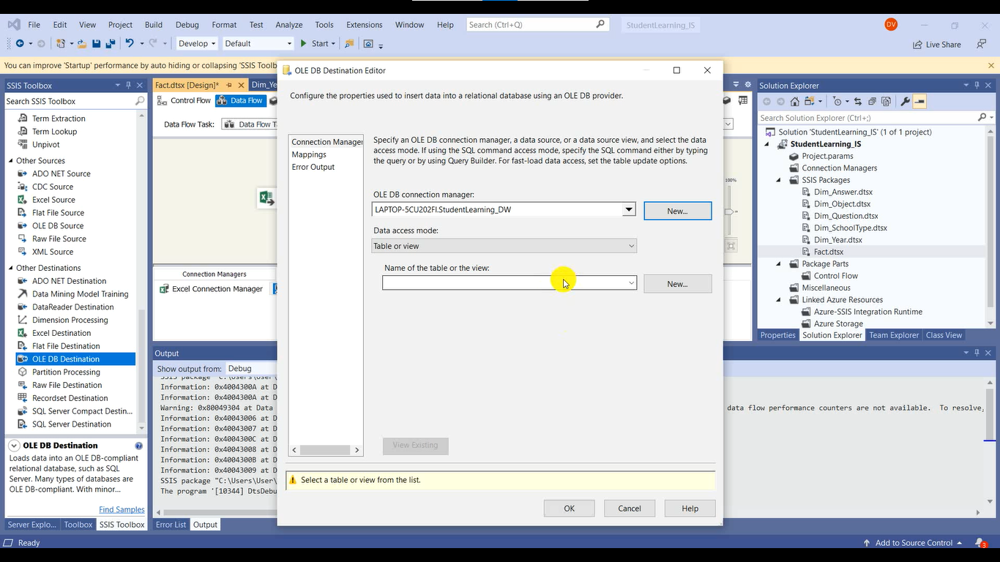 File Edit View Project Build Debug Format Test Analyze Tools Extensions Window Help Search (Ctrl+Q) StudentLearning_IS DV
Develop Default Start Live Share
You can improve 'Startup' performance by auto hiding or collapsing 'SSIS Toolb
SSIS Toolbox
Search SSIS Toolbox
Term Extraction
Term Lookup
Unpivot
Other Sources
ADO NET Source
CDC Source
Excel Source
Flat File Source
OLE DB Source
Raw File Source
XML Source
Other Destinations
ADO NET Destination
Data Mining Model Training
DataReader Destination
Dimension Processing
Excel Destination
Flat File Destination
OLE DB Destination
Partition Processing
Raw File Destination
Recordset Destination
SQL Server Compact Destin...
SQL Server Destination
OLE DB Destination
Loads data into an OLE DB-compliant
relational database, such as SQL
Server. Many types of databases are
OLE DB-compliant. With minor...
Find Samples
Server Explo... Toolbox SSIS Toolbox
Fact.dtsx [Design]* Dim_Ye
Control Flow Data Flow
Data Flow Task: Data Flow T
100%
Connection Managers
Excel Connection Manager
Output
Show output from: Debug
SSIS package "C:\Users\User\
Information: 0x4004300A at D
Information: 0x4004300A at D
Warning: 0x80049304 at Data data flow performance counters are not available. To resolve,
Information: 0x40043006 at D
Information: 0x40043007 at D
Information: 0x4004300C at D
Information: 0x40043008 at D
Information: 0x4004300B at D
Information: 0x40043009 at D
SSIS package "C:\Users\User\
The program '[10344] DtsDebu
Error List Output
OLE DB Destination Editor
Configure the properties used to insert data into a relational database using an OLE DB provider.
Connection Manager
Mappings
Error Output
Specify an OLE DB connection manager, a data source, or a data source view, and select the data
access mode. If using the SQL command access mode, specify the SQL command either by typing
the query or by using Query Builder. For fast-load data access, set the table update options.
OLE DB connection manager:
LAPTOP-5CU202FI.StudentLearning_DW New...
Data access mode:
Table or view
Name of the table or the view:
New...
View Existing
Select a table or view from the list.
OK Cancel Help
Solution Explorer
Search Solution Explorer (Ctrl+;)
Solution 'StudentLearning_IS' (1 of 1 project)
StudentLearning_IS
Project.params
Connection Managers
SSIS Packages
Dim_Answer.dtsx
Dim_Object.dtsx
Dim_Question.dtsx
Dim_SchoolType.dtsx
Dim_Year.dtsx
Fact.dtsx
Package Parts
Control Flow
Miscellaneous
Linked Azure Resources
Azure-SSIS Integration Runtime
Azure Storage
Properties Solution Explorer Team Explorer Class View
Ready Add to Source Control 3